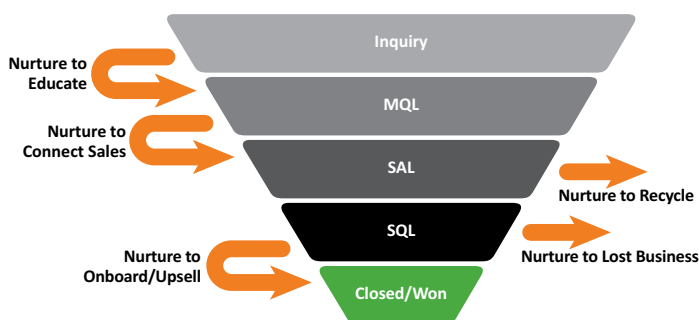 Inquiry
Nurture to
Educate
MQL
Nurture to
Connect Sales
SAL
Nurture to Recycle
SQL
Nurture to
Onboard/Upsell
Nurture to Lost Business
Closed/Won